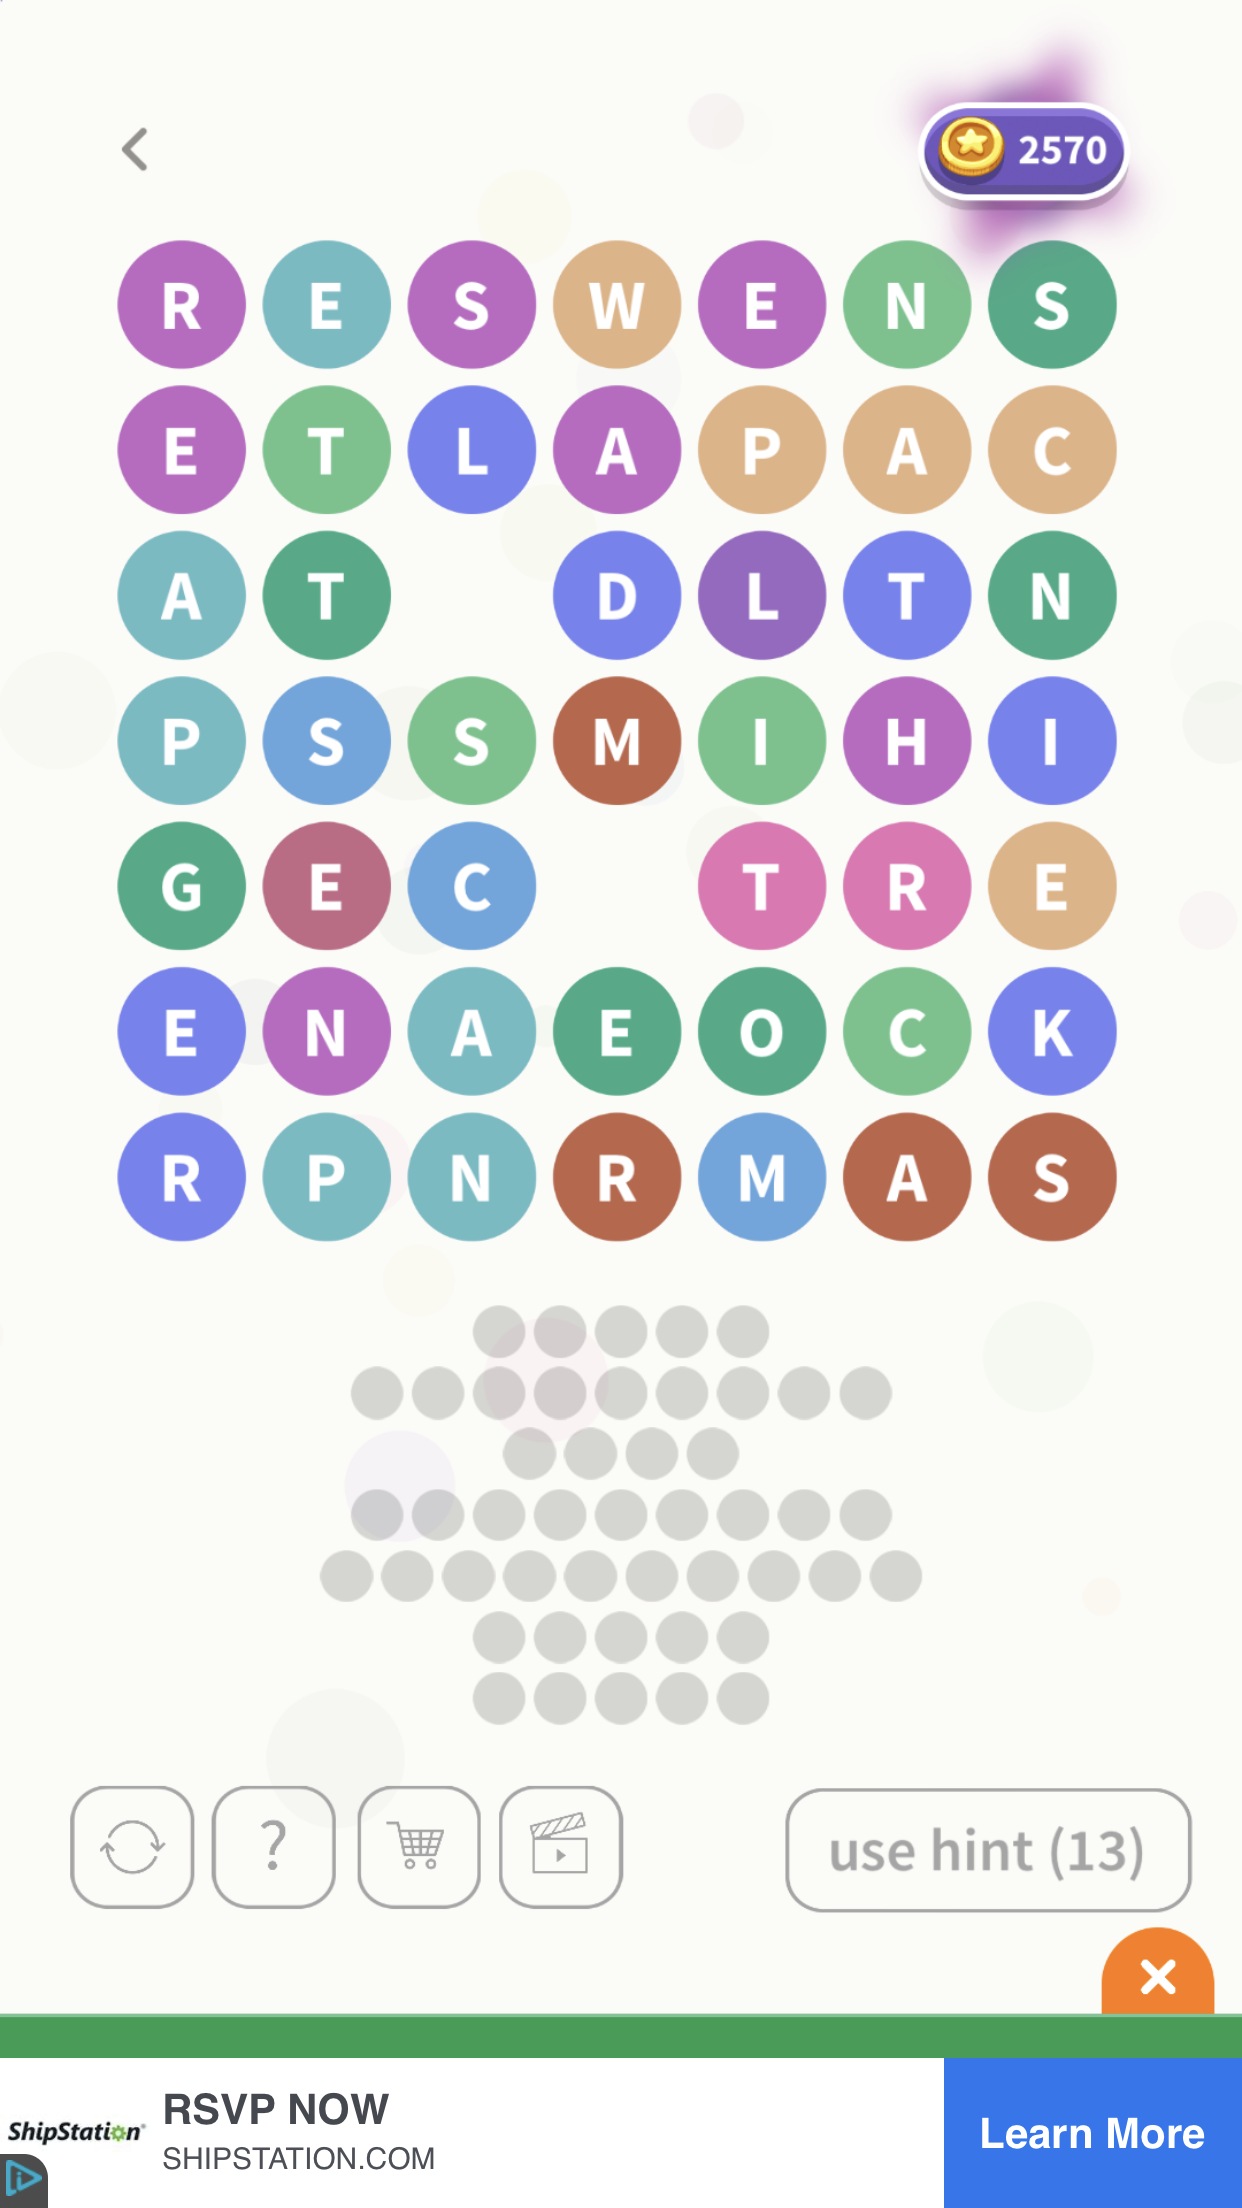 2570
R E S W E N S
E T L A P A C
A T D L T N
P S S M I H I
G E C T R E
E N A E O C K
R P N R M A S
?
use hint (13)
RSVP NOW
ShipStation
SHIPSTATION.COM
Learn More